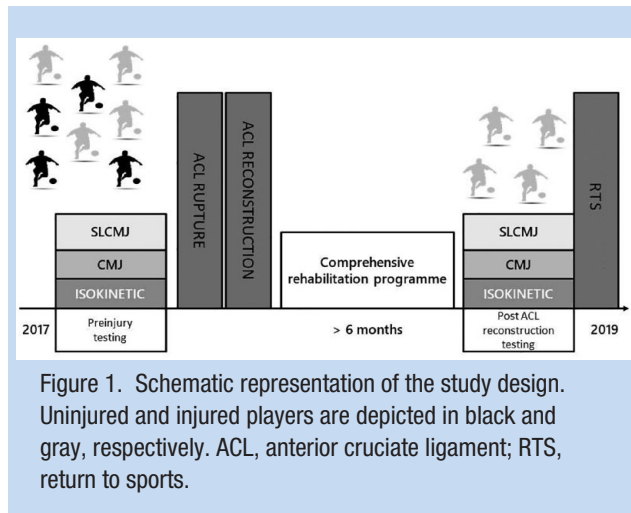 SLCMJ
CMJ
ISOKINETIC
Preinjury
testing
2017
ACL RUPTURE
ACL RECONSTRUCTION
Comprehensive
rehabilitation programme
> 6 months
SLCMJ
CMJ
ISOKINETIC
Post ACL
reconstruction
testing
RTS
2019
Figure 1. Schematic representation of the study design.
Uninjured and injured players are depicted in black and
gray, respectively. ACL, anterior cruciate ligament; RTS,
return to sports.